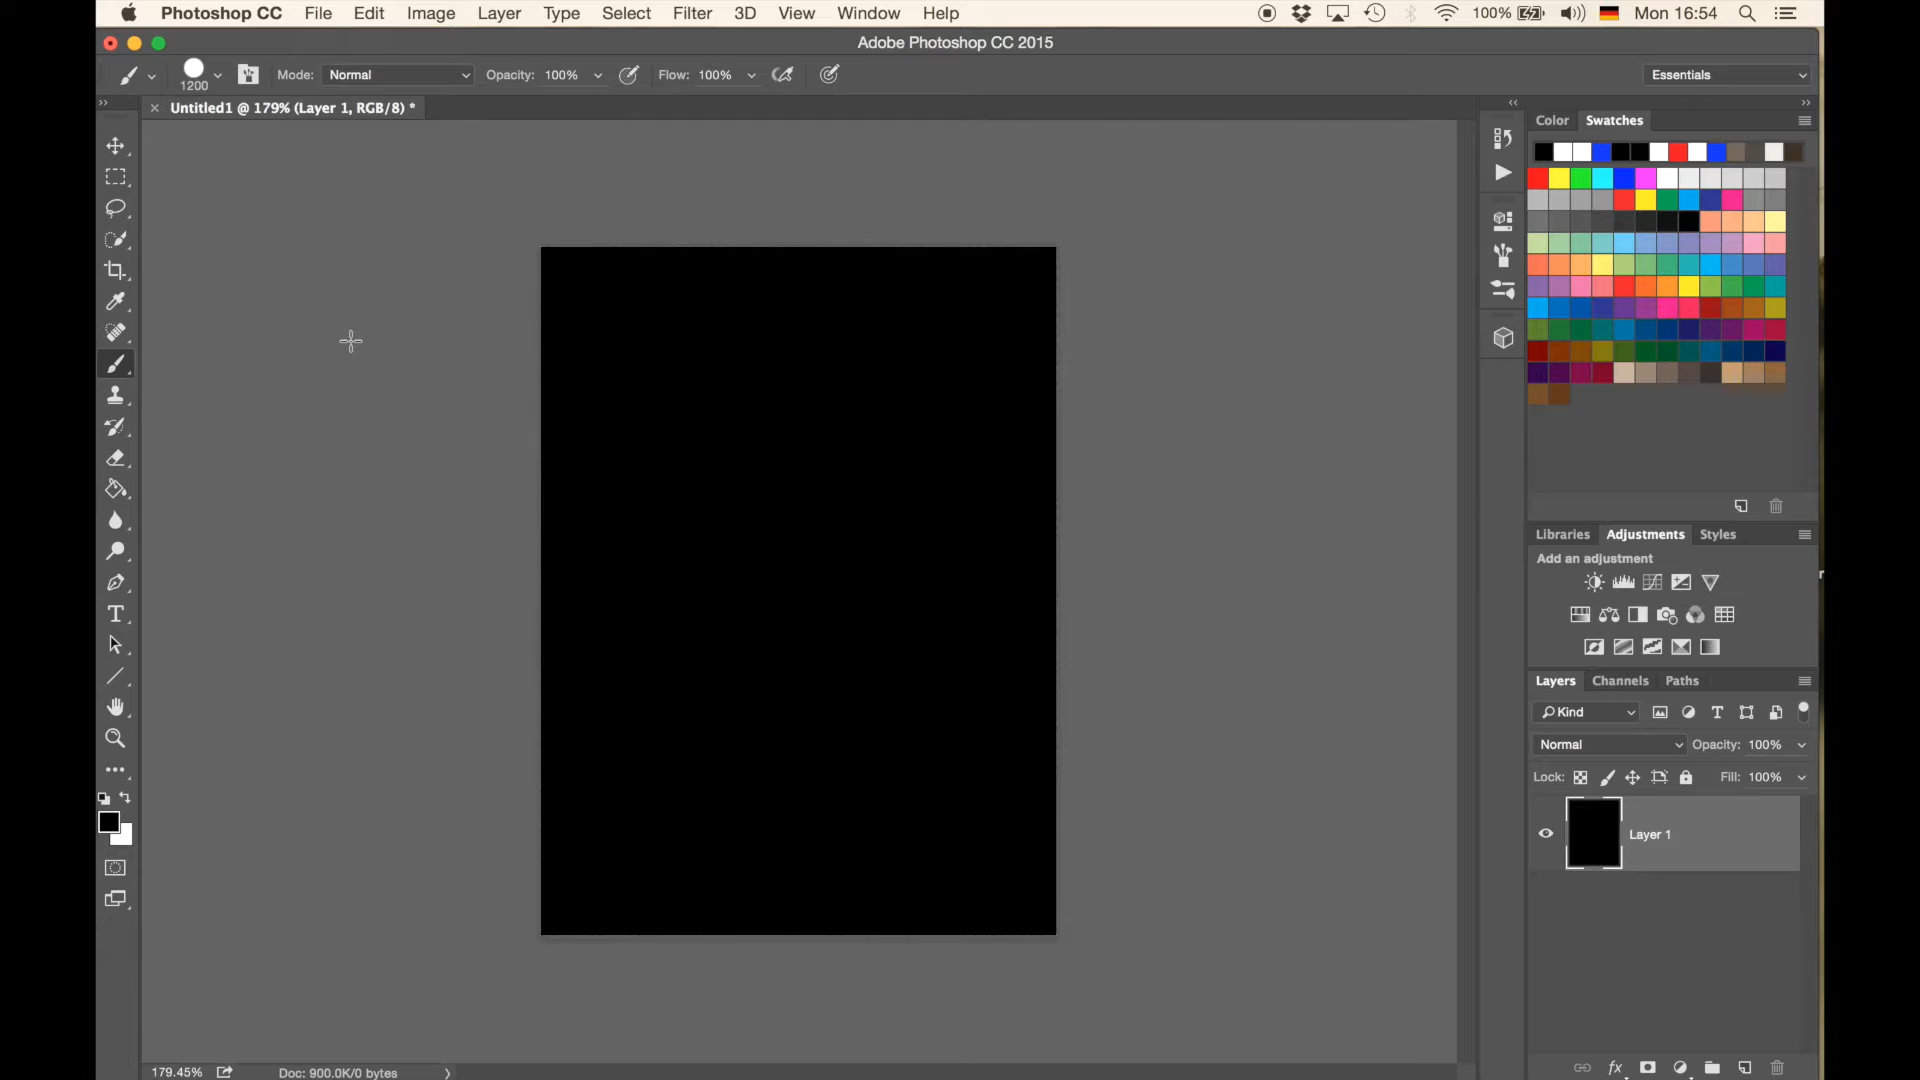 Photoshop CC File Edit Image Layer Type Select Filter 3D View Window Help 100% Mon 16:54
Adobe Photoshop CC 2015
1200 Mode: Normal Opacity: 100% Flow: 100% Essentials
Untitled1 @ 179% (Layer 1, RGB/8) *
Color Swatches
Libraries Adjustments Styles
Add an adjustment
Layers Channels Paths
Kind
Normal Opacity: 100%
Lock: Fill: 100%
Layer 1
179.45% Doc: 900.0K/0 bytes